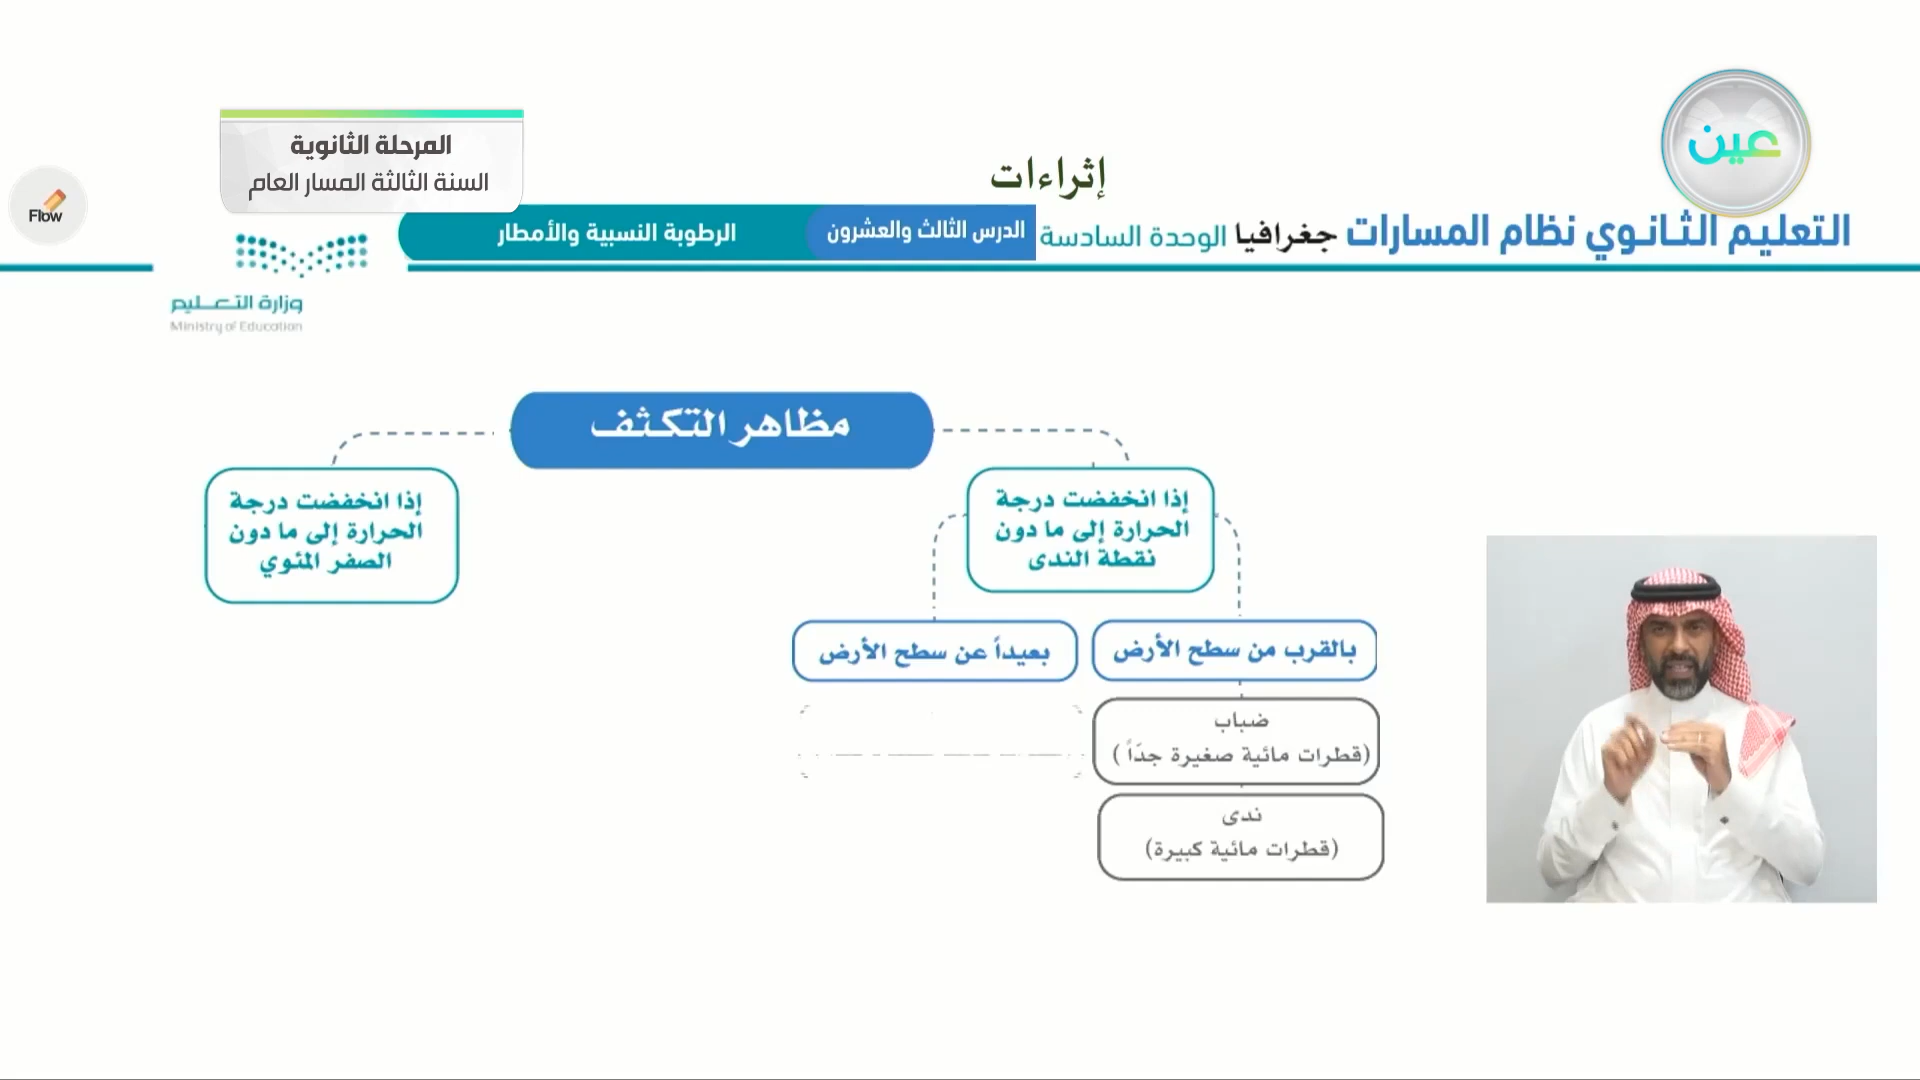 عين
المرحلة الثانوية
السنة الثالثة المسار العام
إثراءات
Flow
التعليم الثانوي نظام المسارات جغرافيا الوحدة السادسة الدرس الثالث والعشرون الرطوبة النسبية والأمطار
وزارة التعليم
Ministry of Education
مظاهر التكثف
إذا انخفضت درجة
الحرارة إلى ما دون
نقطة الندى
إذا انخفضت درجة
الحرارة إلى ما دون
الصفر المئوي
بالقرب من سطح الأرض
بعيداً عن سطح الأرض
ضباب
(قطرات مائية صغيرة جدّاً )
ندى
(قطرات مائية كبيرة)